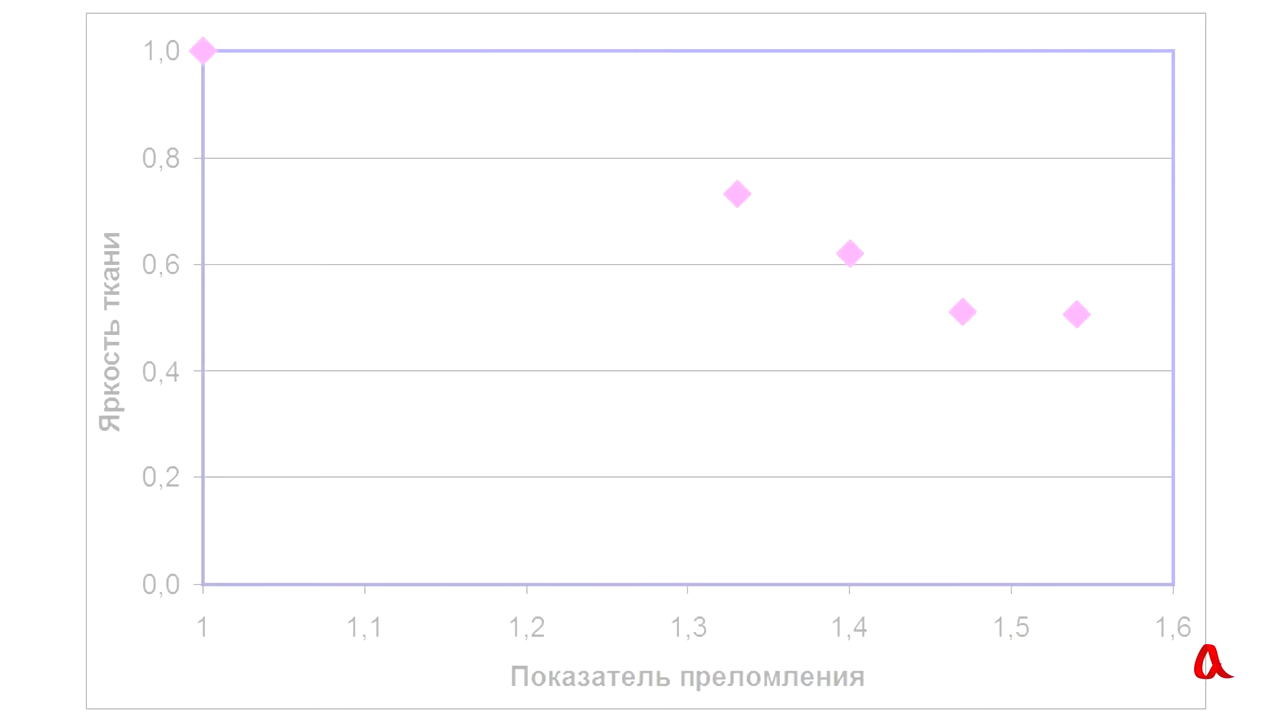 1,0
0,8
0,6
0,4
0,2
0,0
Яркость ткани
1 1,1 1,2 1,3 1,4 1,5 1,6
Показатель преломления
a